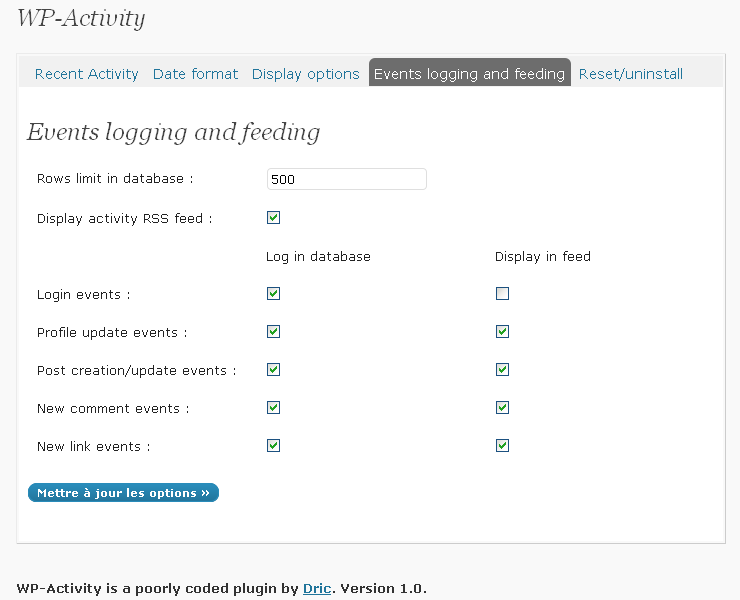 WP-Activity
Recent Activity Date format Display options Events logging and feeding Reset/uninstall
Events logging and feeding
Rows limit in database : 500
Display activity RSS feed :
Log in database Display in feed
Login events :
Profile update events :
Post creation/update events :
New comment events :
New link events :
Mettre à jour les options »
WP-Activity is a poorly coded plugin by Dric. Version 1.0.